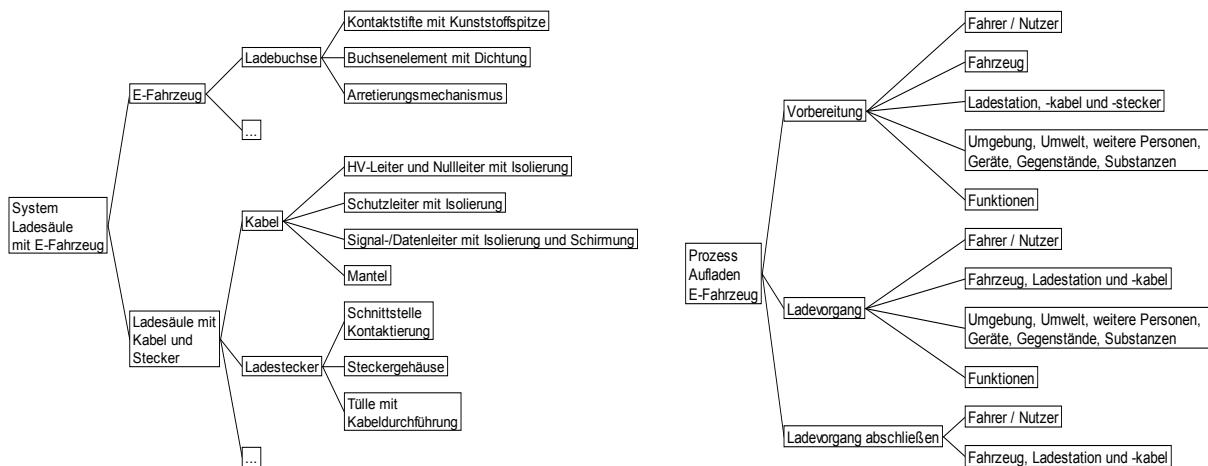 System
Ladesäule
mit E-Fahrzeug
E-Fahrzeug
Ladebuchse
Kontaktstifte mit Kunststoffspitze
Buchsenelement mit Dichtung
Arretierungsmechanismus
...
Ladesäule mit
Kabel und
Stecker
Kabel
HV-Leiter und Nullleiter mit Isolierung
Schutzleiter mit Isolierung
Signal-/Datenleiter mit Isolierung und Schirmung
Mantel
Ladestecker
Schnittstelle
Kontaktierung
Steckergehäuse
Tülle mit
Kabeldurchführung
...
Prozess
Aufladen
E-Fahrzeug
Vorbereitung
Fahrer / Nutzer
Fahrzeug
Ladestation, -kabel und -stecker
Umgebung, Umwelt, weitere Personen,
Geräte, Gegenstände, Substanzen
Funktionen
Ladevorgang
Fahrer / Nutzer
Fahrzeug, Ladestation und -kabel
Umgebung, Umwelt, weitere Personen,
Geräte, Gegenstände, Substanzen
Funktionen
Ladevorgang abschließen
Fahrer / Nutzer
Fahrzeug, Ladestation und -kabel